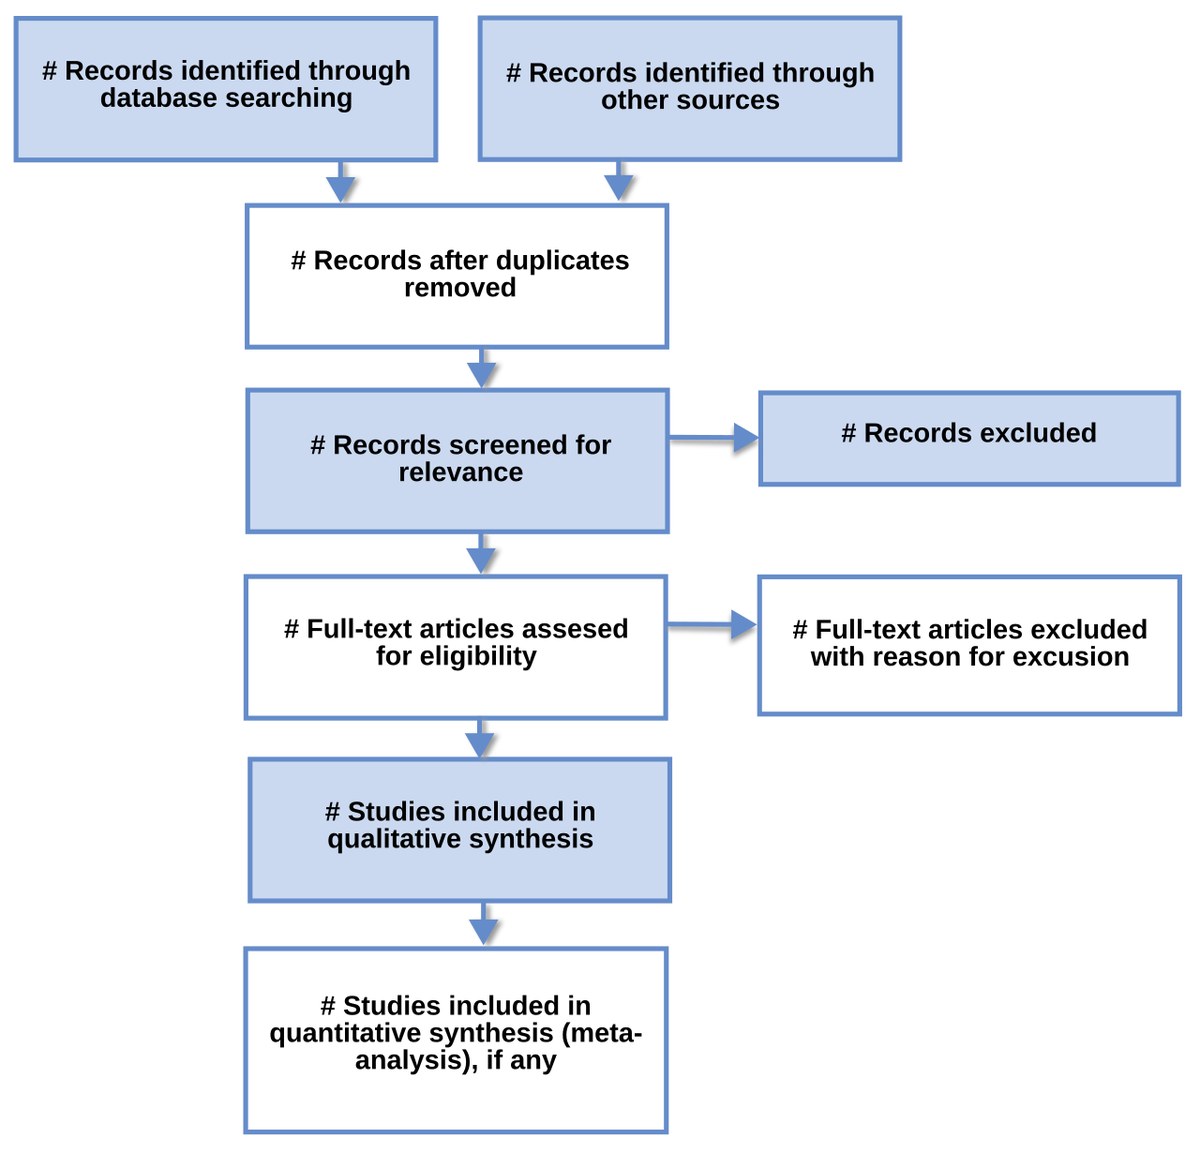 # Records identified through
database searching
# Records identified through
other sources
# Records after duplicates
removed
# Records screened for
relevance
# Records excluded
# Full-text articles assesed
for eligibility
# Full-text articles excluded
with reason for excusion
# Studies included in
qualitative synthesis
# Studies included in
quantitative synthesis (meta-
analysis), if any